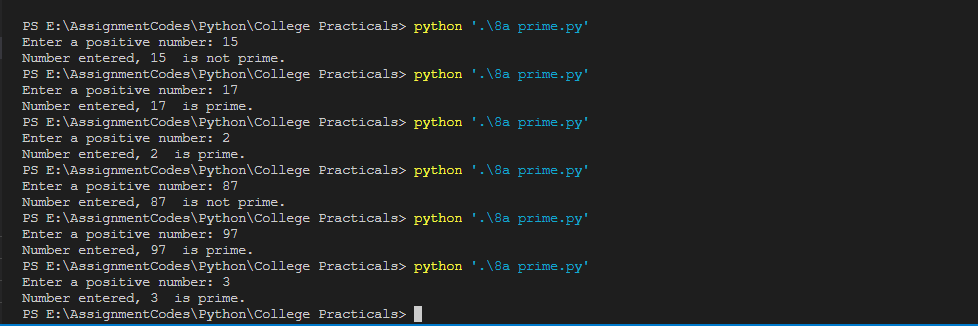 PS E:\AssignmentCodes\Python\College Practicals> python '.\8a prime.py'
Enter a positive number: 15
Number entered, 15  is not prime.
PS E:\AssignmentCodes\Python\College Practicals> python '.\8a prime.py'
Enter a positive number: 17
Number entered, 17  is prime.
PS E:\AssignmentCodes\Python\College Practicals> python '.\8a prime.py'
Enter a positive number: 2
Number entered, 2  is prime.
PS E:\AssignmentCodes\Python\College Practicals> python '.\8a prime.py'
Enter a positive number: 87
Number entered, 87  is not prime.
PS E:\AssignmentCodes\Python\College Practicals> python '.\8a prime.py'
Enter a positive number: 97
Number entered, 97  is prime.
PS E:\AssignmentCodes\Python\College Practicals> python '.\8a prime.py'
Enter a positive number: 3
Number entered, 3  is prime.
PS E:\AssignmentCodes\Python\College Practicals>